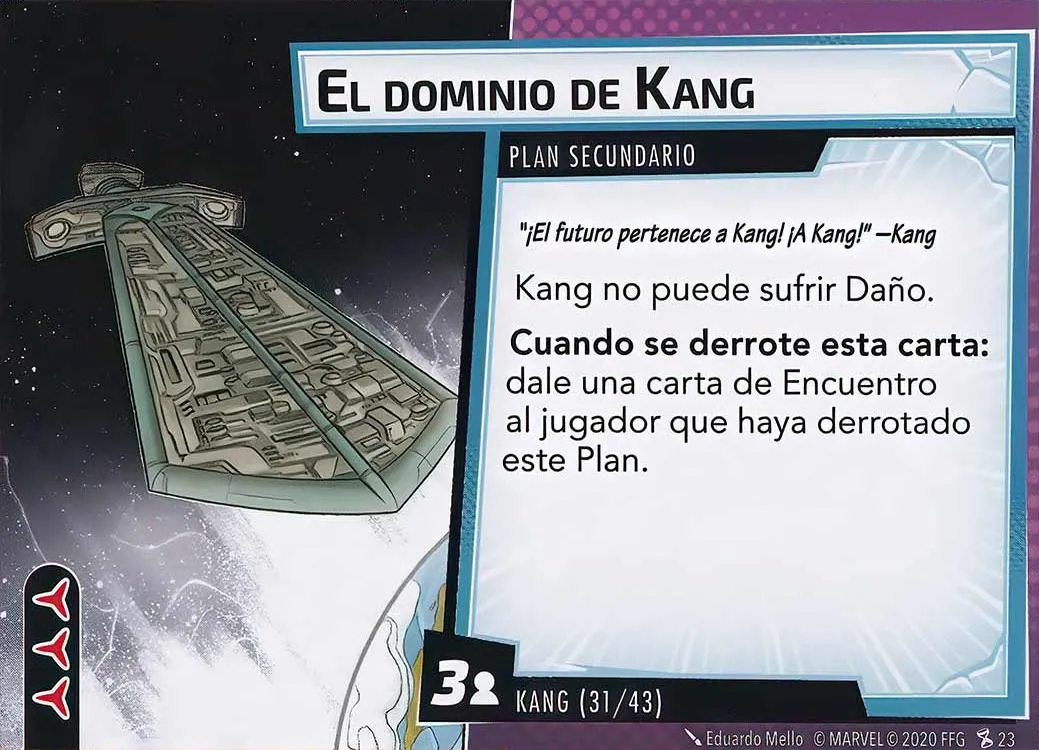 EL DOMINIO DE KANG
PLAN SECUNDARIO
"¡El futuro pertenece a Kang! ¡A Kang!" —Kang
Kang no puede sufrir Daño.
Cuando se derrote esta carta:
dale una carta de Encuentro
al jugador que haya derrotado
este Plan.
3
KANG (31/43)
Eduardo Mello © MARVEL © 2020 FFG 23